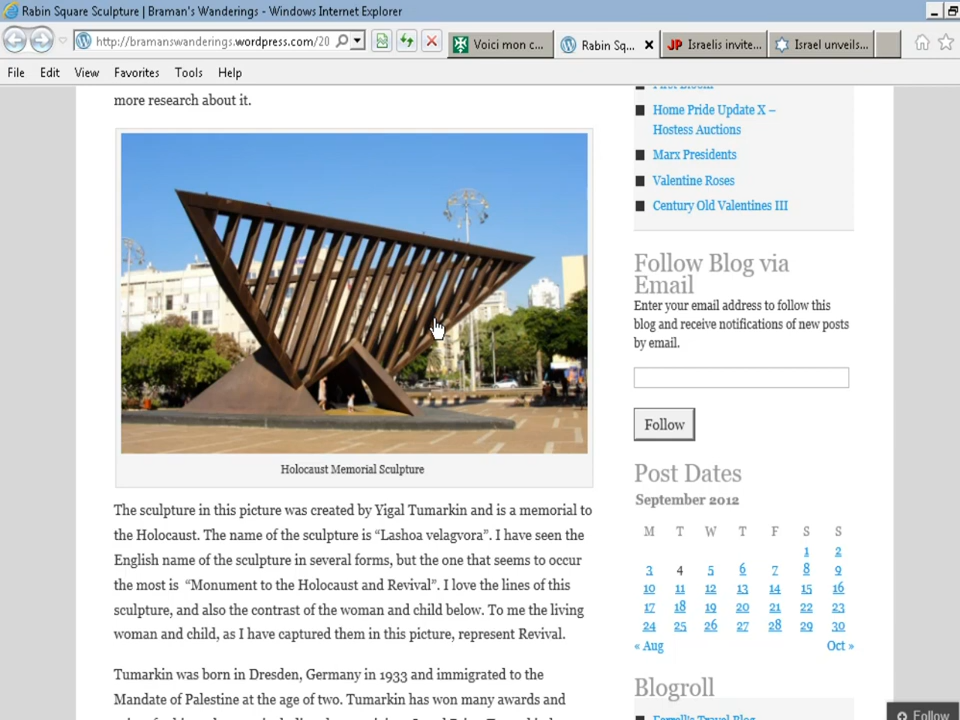 Rabin Square Sculpture | Braman's Wanderings - Windows Internet Explorer
http://bramanswanderings.wordpress.com/20
Voici mon c...
Rabin Sq...
Israelis invite...
Israel unveils...
File Edit View Favorites Tools Help
more research about it.
Holocaust Memorial Sculpture
The sculpture in this picture was created by Yigal Tumarkin and is a memorial to
the Holocaust. The name of the sculpture is “Lashoa velagvora”. I have seen the
English name of the sculpture in several forms, but the one that seems to occur
the most is “Monument to the Holocaust and Revival”. I love the lines of this
sculpture, and also the contrast of the woman and child below. To me the living
woman and child, as I have captured them in this picture, represent Revival.
Tumarkin was born in Dresden, Germany in 1933 and immigrated to the
Mandate of Palestine at the age of two. Tumarkin has won many awards and
Home Pride Update X –
Hostess Auctions
Marx Presidents
Valentine Roses
Century Old Valentines III
Follow Blog via
Email
Enter your email address to follow this
blog and receive notifications of new posts
by email.
Follow
Post Dates
September 2012
M T W T F S S
1 2
3 4 5 6 7 8 9
10 11 12 13 14 15 16
17 18 19 20 21 22 23
24 25 26 27 28 29 30
« Aug Oct »
Blogroll
Follow